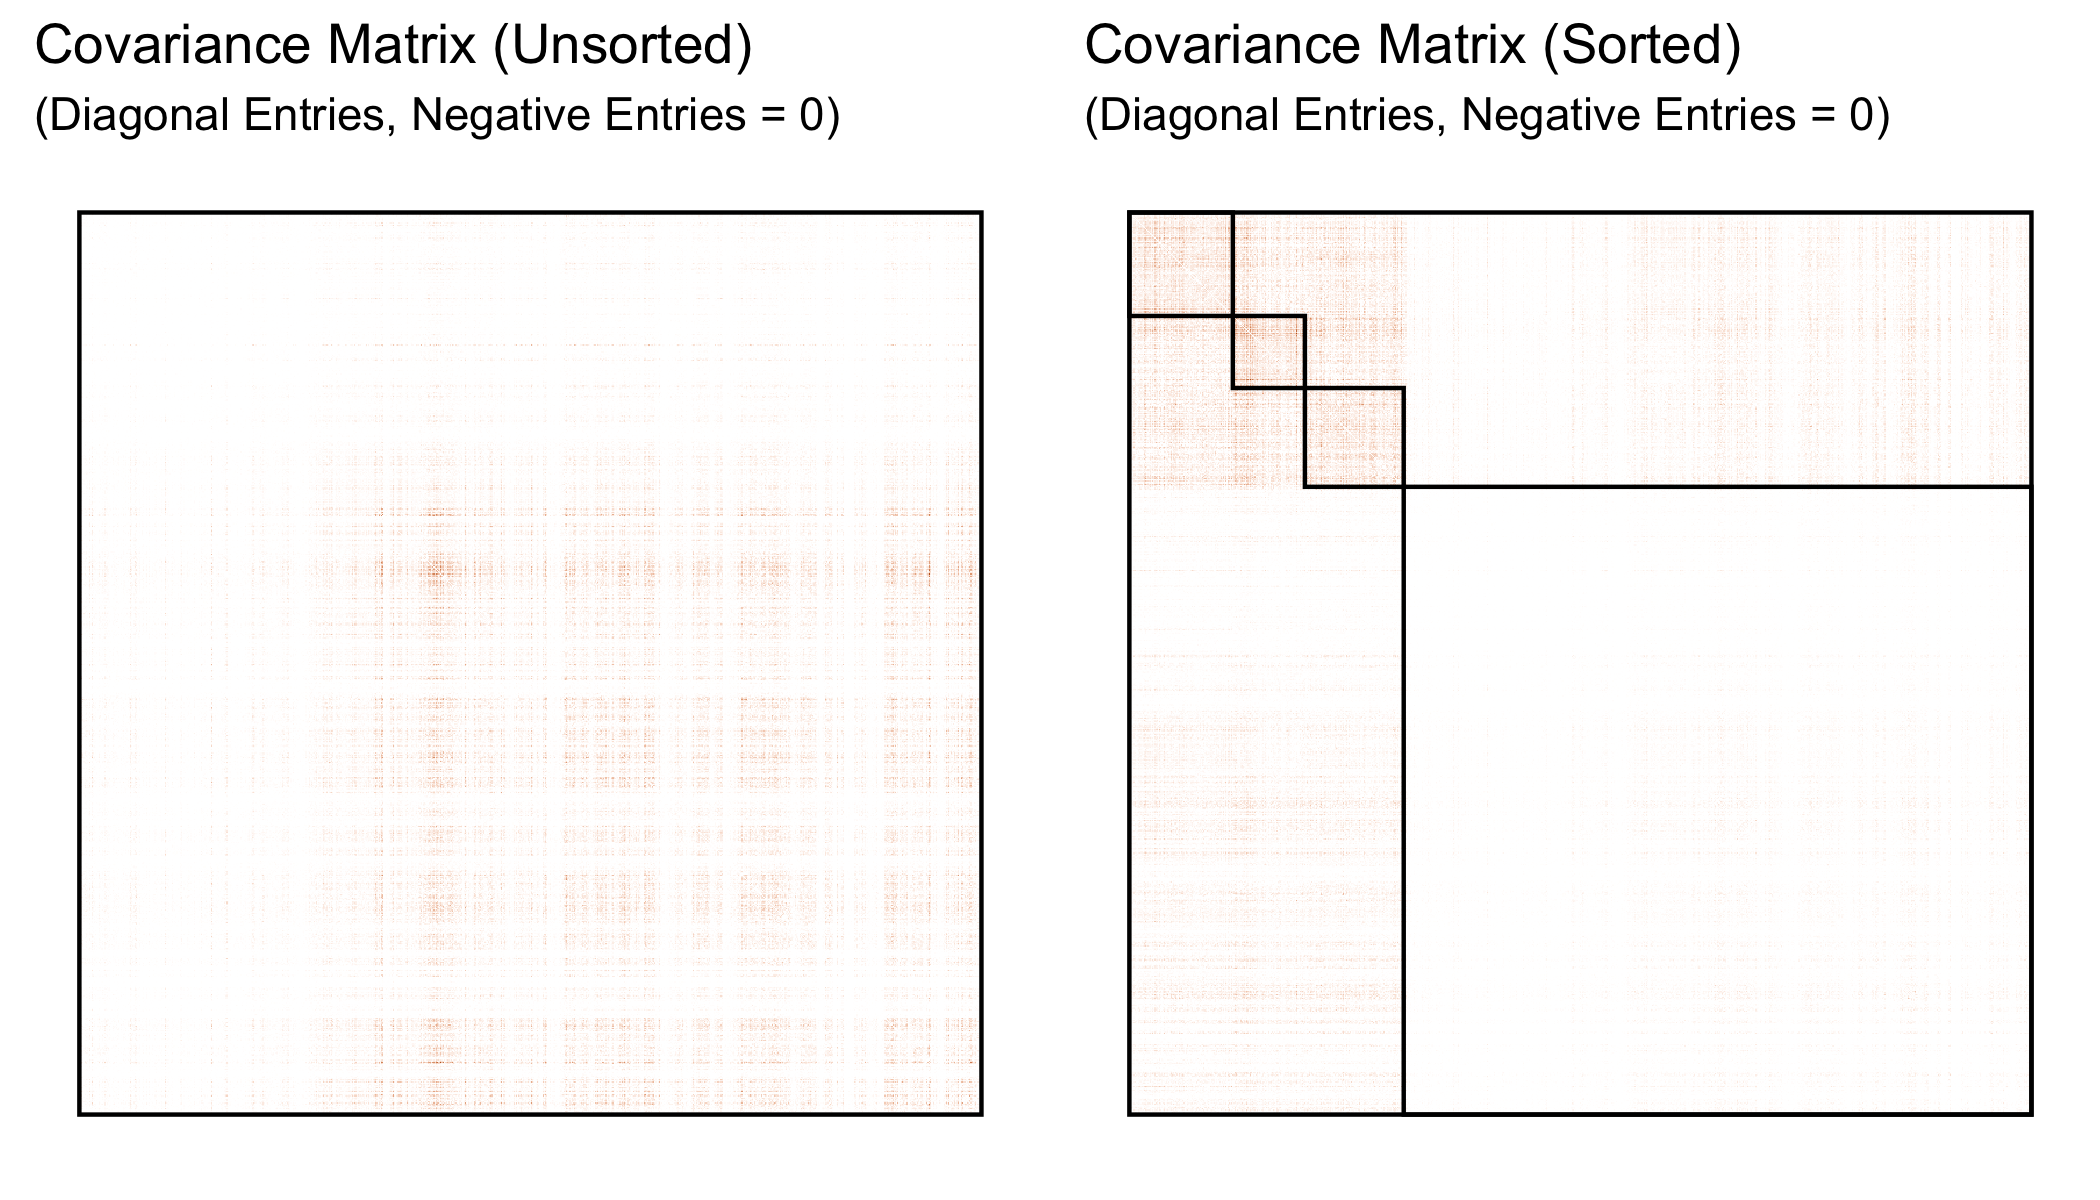 Covariance Matrix (Unsorted)
(Diagonal Entries, Negative Entries = 0)
Covariance Matrix (Sorted)
(Diagonal Entries, Negative Entries = 0)